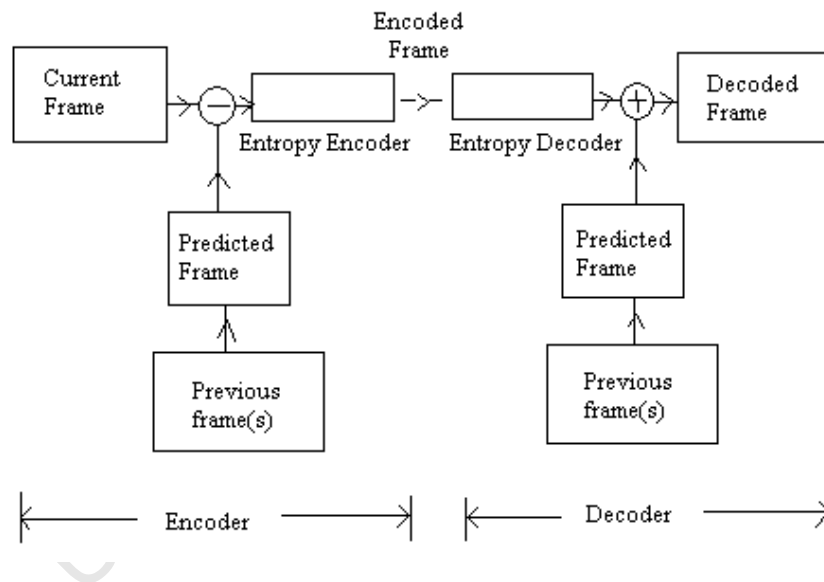 Encoded
Frame
Current
Frame
−
+
Decoded
Frame
Entropy Encoder
Entropy Decoder
Predicted
Frame
Predicted
Frame
Previous
frame(s)
Previous
frame(s)
Encoder
Decoder